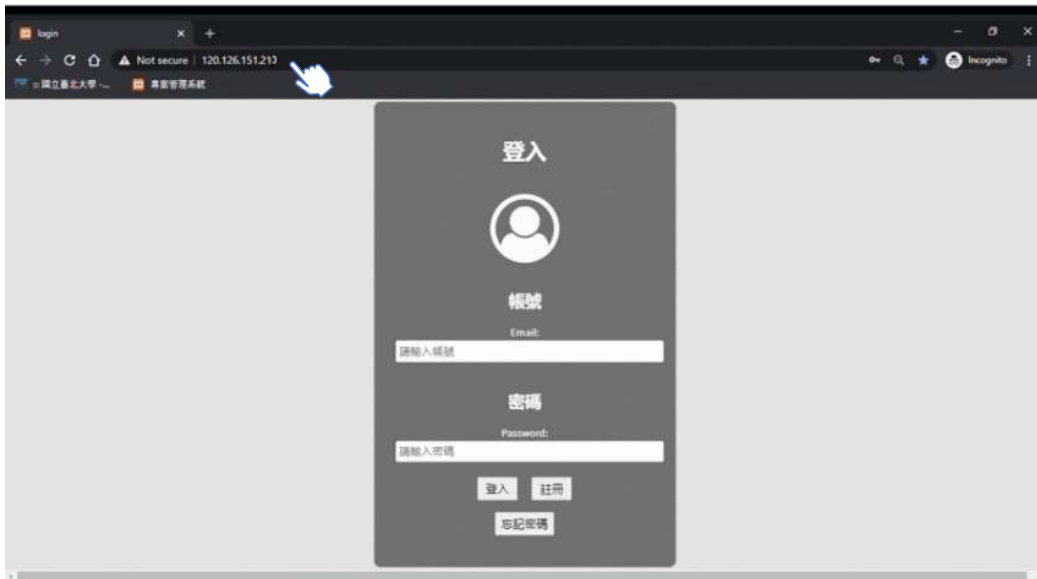 login
Not secure | 120.126.151.213
Incognito
國立臺北大學 -...
專案管理系統
登入
帳號
Email:
請輸入帳號
密碼
Password:
請輸入密碼
登入 註冊
忘記密碼